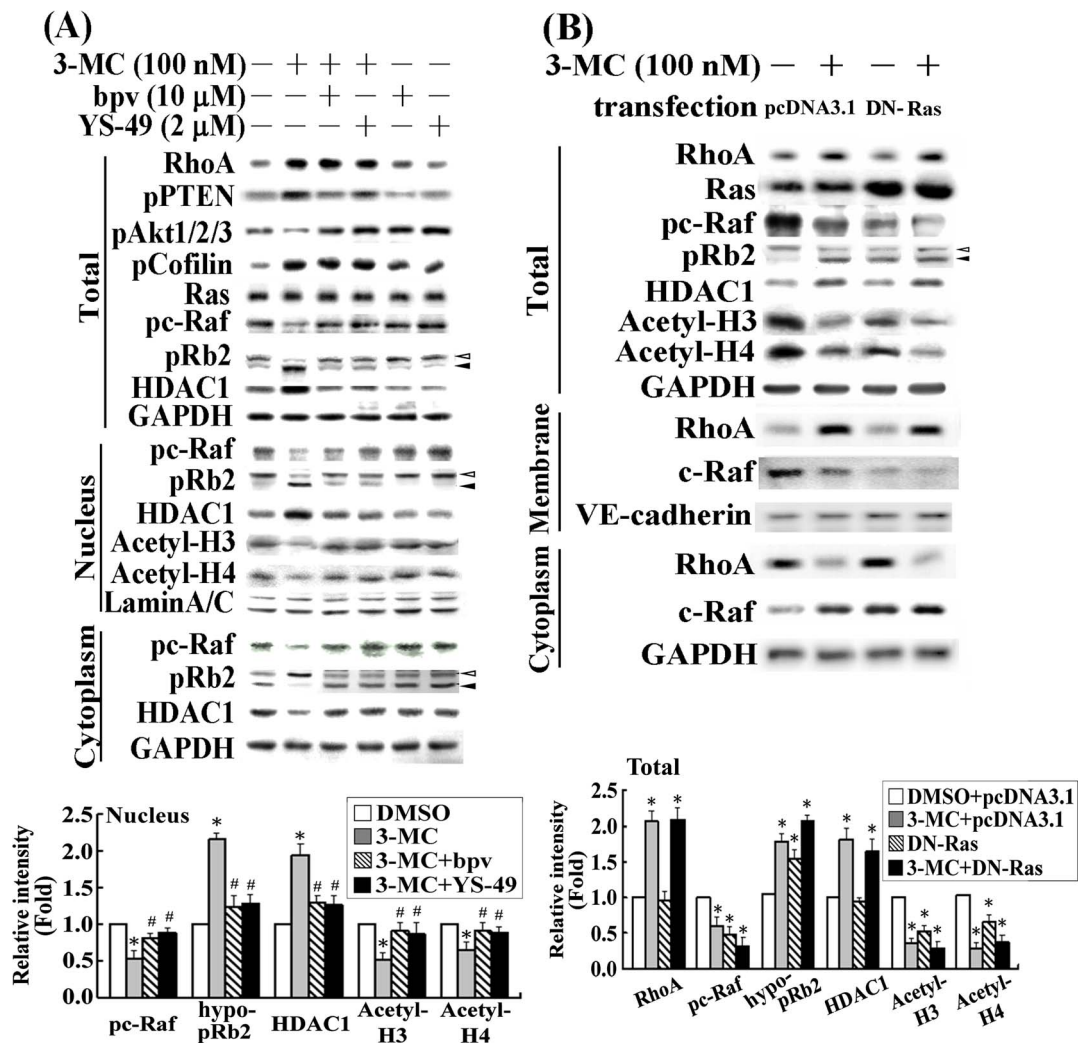 (A)
3-MC (100 nM) − + + + − −
bpv (10 μM) − − + − + −
YS-49 (2 μM) − − − + − +
Total
RhoA
pPTEN
pAkt1/2/3
pCofilin
Ras
pc-Raf
pRb2
HDAC1
GAPDH
Nucleus
pc-Raf
pRb2
HDAC1
Acetyl-H3
Acetyl-H4
LaminA/C
Cytoplasm
pc-Raf
pRb2
HDAC1
GAPDH
Nucleus
DMSO
3-MC
3-MC+bpv
3-MC+YS-49
Relative intensity
(Fold)
2.5
2.0
1.5
1.0
0.5
0.0
* # #
* # #
* # #
* # #
* # #
pc-Raf
hypo-
pRb2
HDAC1
Acetyl-
H3
Acetyl-
H4
(B)
3-MC (100 nM) − + − +
transfection pcDNA3.1 DN-Ras
Total
RhoA
Ras
pc-Raf
pRb2
HDAC1
Acetyl-H3
Acetyl-H4
GAPDH
Membrane
RhoA
c-Raf
VE-cadherin
Cytoplasm
RhoA
c-Raf
GAPDH
Total
DMSO+pcDNA3.1
3-MC+pcDNA3.1
DN-Ras
3-MC+DN-Ras
Relative intensity
(Fold)
2.5
2.0
1.5
1.0
0.5
0.0
* *
* * *
* * *
* *
* * *
* * *
RhoA
pc-Raf
hypo-
pRb2
HDAC1
Acetyl-
H3
Acetyl-
H4